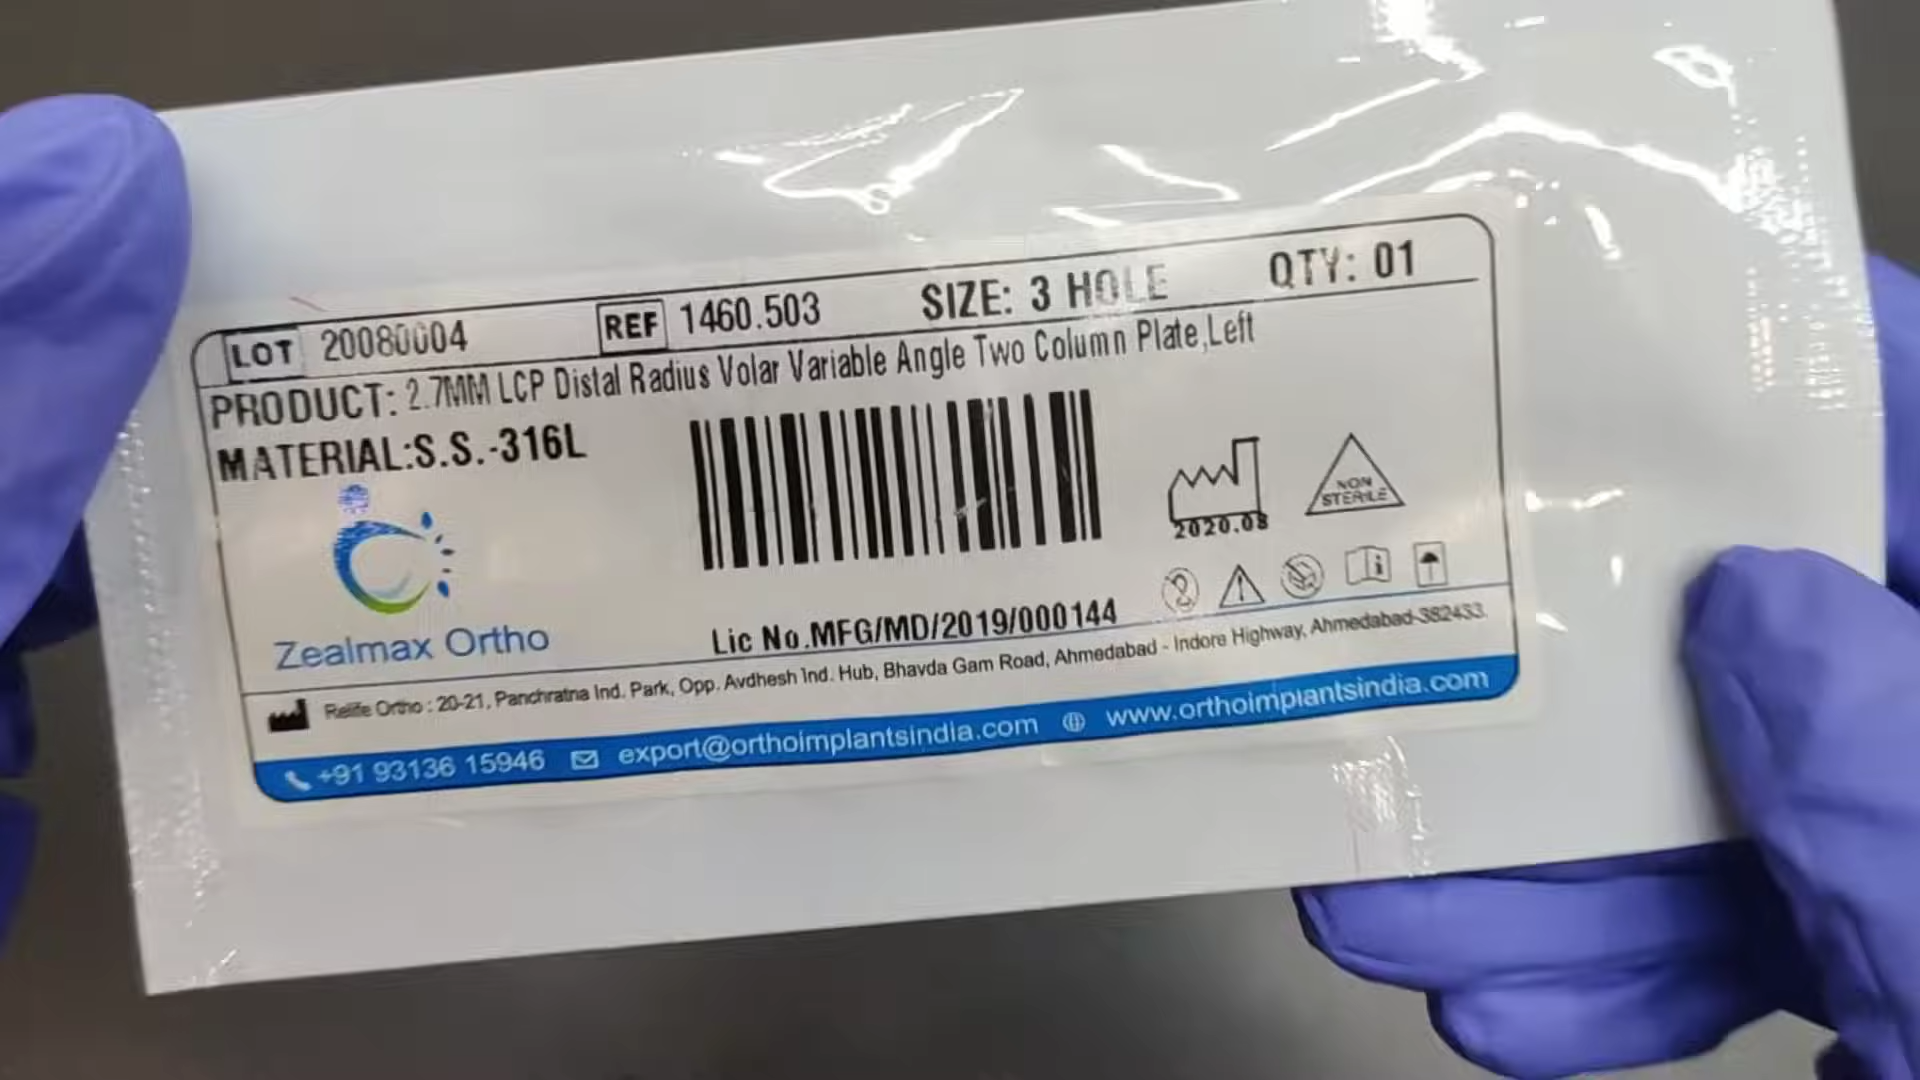 LOT 20080004 REF 1460.503 SIZE: 3 HOLE QTY: 01
PRODUCT: 2.7MM LCP Distal Radius Volar Variable Angle Two Column Plate,Left
MATERIAL:S.S.-316L
2020.08
NON
STERILE
2
Zealmax Ortho
Lic No.MFG/MD/2019/000144
Relife Ortho : 20-21, Panchratna Ind. Park, Opp. Avdhesh Ind. Hub, Bhavda Gam Road, Ahmedabad - Indore Highway, Ahmedabad-382433.
+91 93136 15946 export@orthoimplantsindia.com www.orthoimplantsindia.com